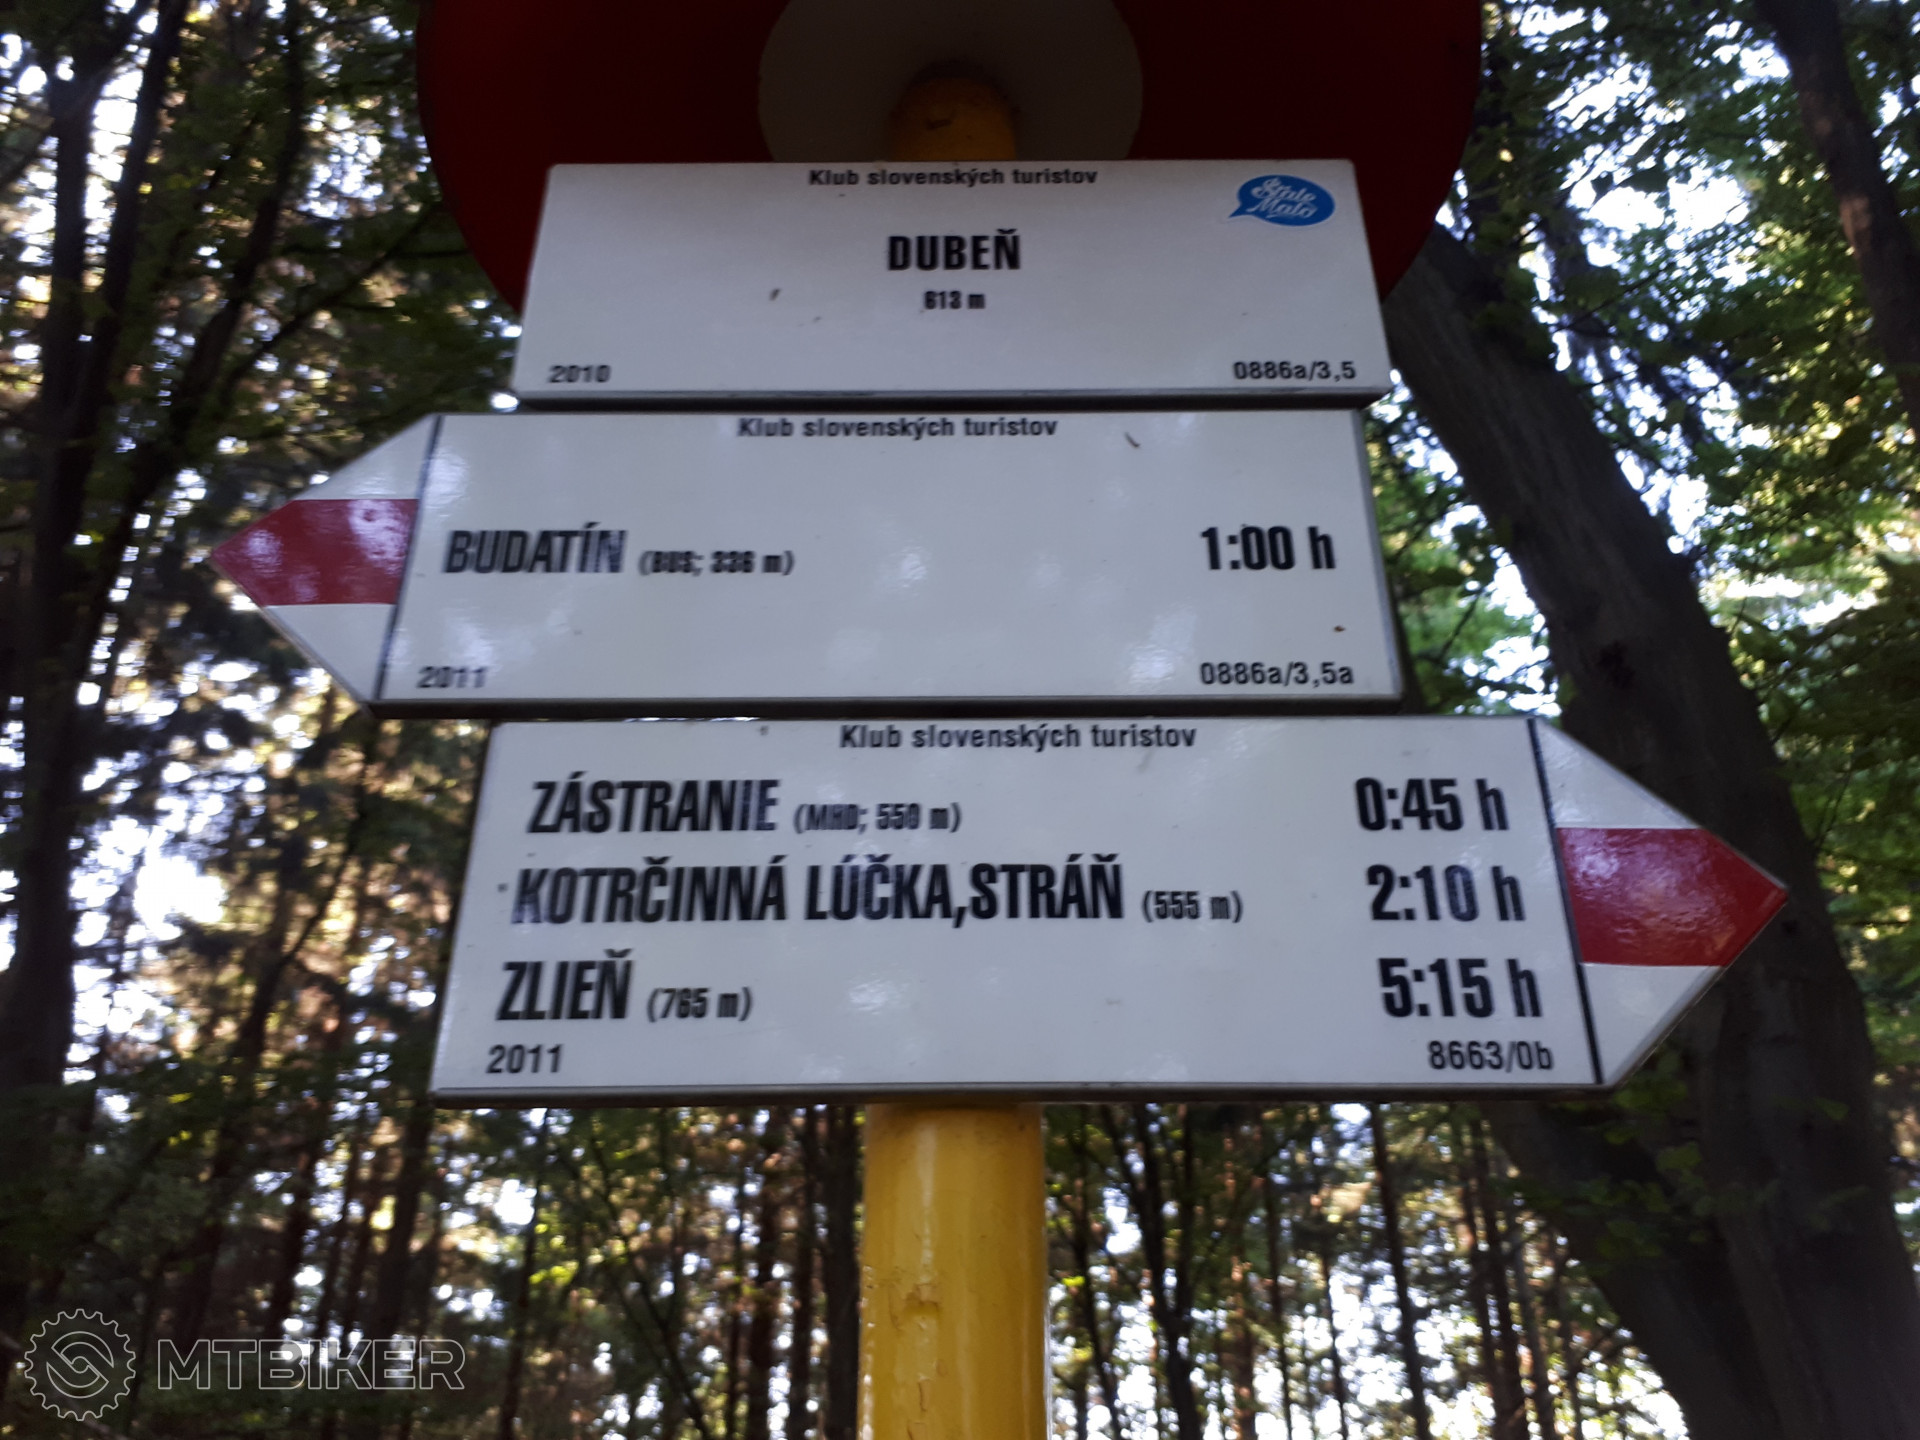 Klub slovenských turistov
Stále Málo
DUBEŇ
613 m
2010 0886a/3,5
Klub slovenských turistov
BUDATÍN (BUS; 336 m) 1:00 h
2011 0886a/3,5a
Klub slovenských turistov
ZÁSTRANIE (MHD; 550 m) 0:45 h
KOTRČINNÁ LÚČKA,STRÁŇ (555 m) 2:10 h
ZLIEŇ (765 m) 5:15 h
2011 8663/0b
MTBIKER